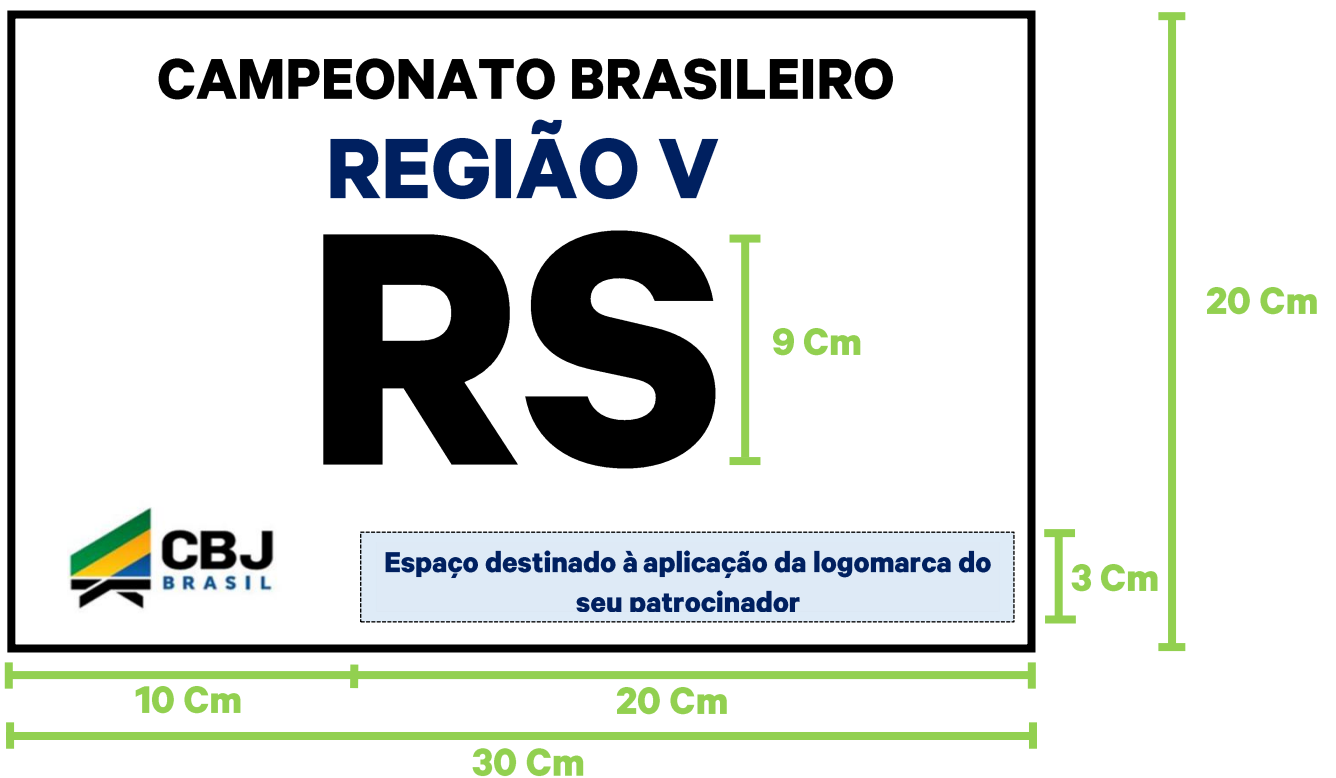 CAMPEONATO BRASILEIRO
REGIÃO V
RS
9 Cm
20 Cm
CBJ
BRASIL
Espaço destinado à aplicação da logomarca do
seu patrocinador
3 Cm
10 Cm
20 Cm
30 Cm